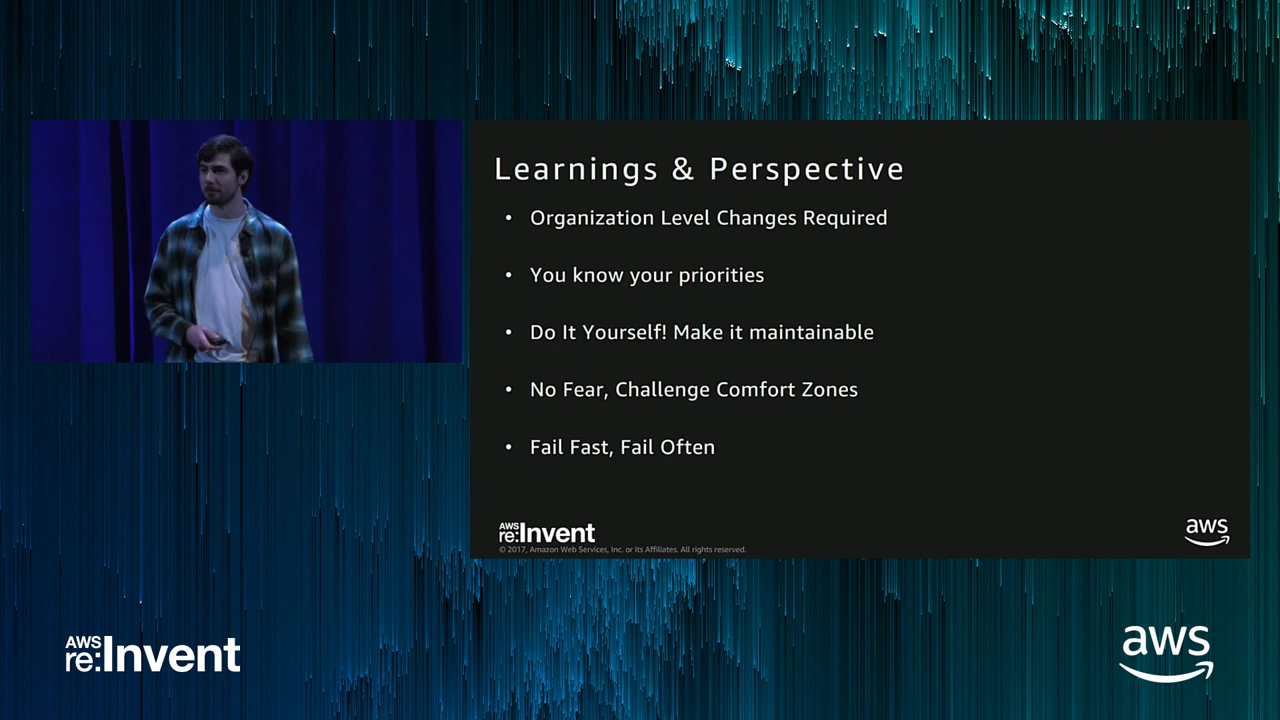 Learnings & Perspective
• Organization Level Changes Required
• You know your priorities
• Do It Yourself! Make it maintainable
• No Fear, Challenge Comfort Zones
• Fail Fast, Fail Often
AWS
re:Invent
© 2017, Amazon Web Services, Inc. or its Affiliates. All rights reserved.
aws
AWS
re:Invent
aws